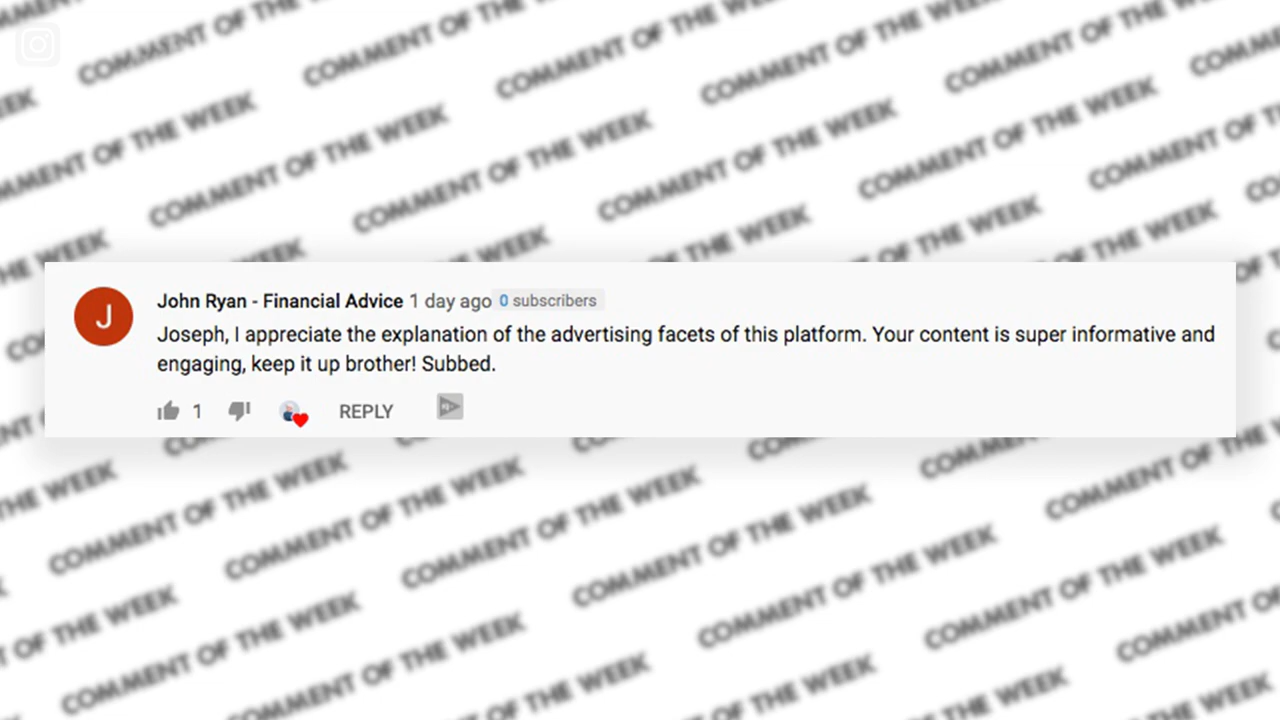 COMMENT OF THE WEEK
John Ryan - Financial Advice 1 day ago 0 subscribers
Joseph, I appreciate the explanation of the advertising facets of this platform. Your content is super informative and
engaging, keep it up brother! Subbed.
1 REPLY